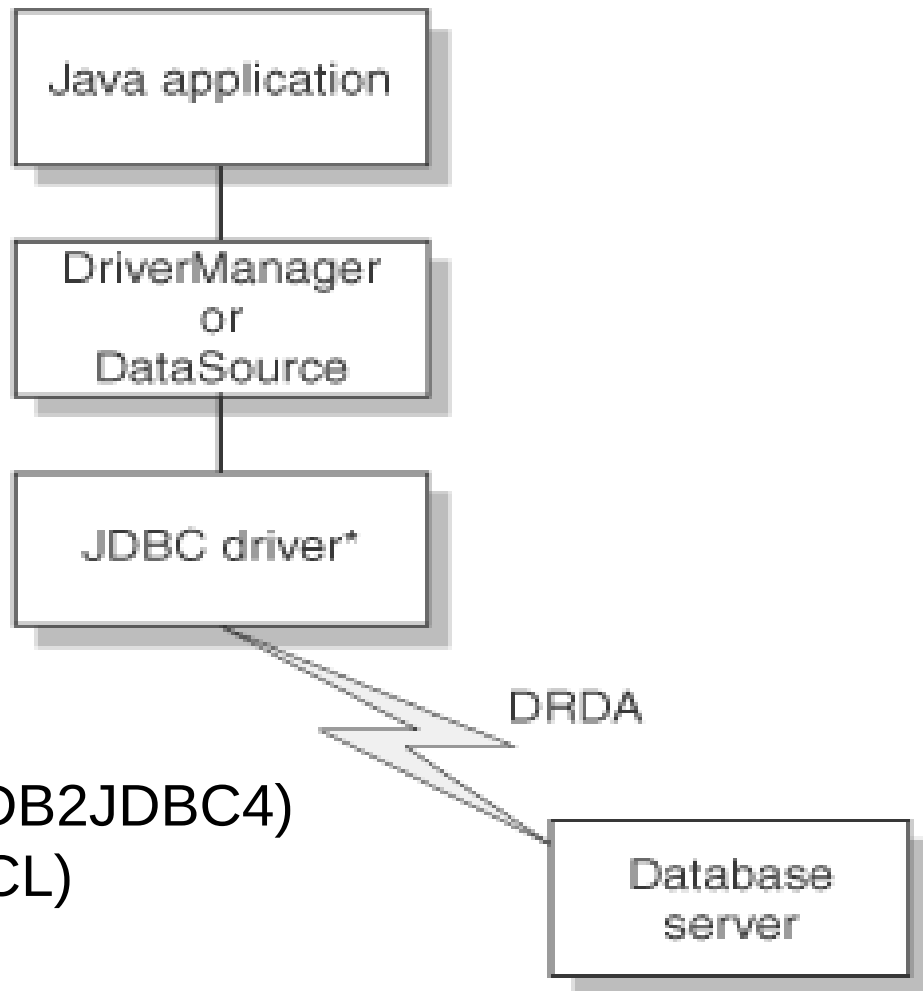 Java application
DriverManager
or
DataSource
JDBC driver*
DRDA
DB2JDBC4)
CL)
Database
server